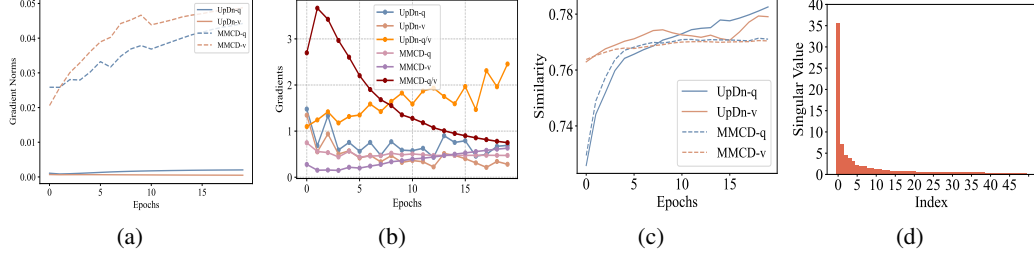 0.05
0.04
0.03
0.02
0.01
0.00
Gradient Norms
0 5 10 15
Epochs
UpDn-q
UpDn-v
MMCD-q
MMCD-v
(a)
3
2
1
0
Gradients
0 5 10 15
Epochs
UpDn-q
UpDn-v
UpDn-q/v
MMCD-q
MMCD-v
MMCD-q/v
(b)
0.78
0.76
0.74
Similarity
0 5 10 15
Epochs
UpDn-q
UpDn-v
MMCD-q
MMCD-v
(c)
40
35
30
25
20
15
10
5
0
Singular Value
0 5 10 15 20 25 30 35 40 45
Index
(d)